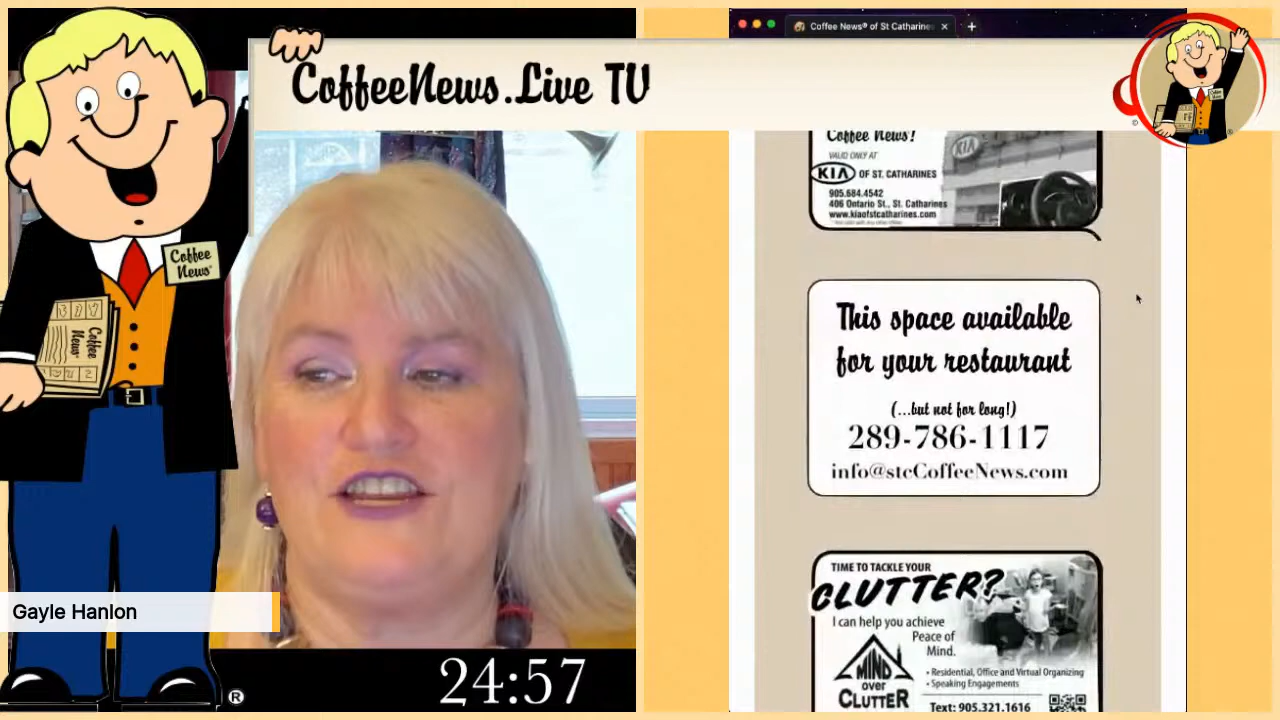 Coffee News® of St Catharines
CoffeeNews.Live TV
Coffee
News®
Coffee
News
Coffee News!
VALID ONLY AT
KIA OF ST. CATHARINES
905.684.4542
406 Ontario St., St. Catharines
www.kiaofstcatharines.com
KIA
This space available
for your restaurant
(...but not for long!)
289-786-1117
info@stcCoffeeNews.com
TIME TO TACKLE YOUR
CLUTTER?
I can help you achieve
Peace of
Mind.
MIND
over
CLUTTER
• Residential, Office and Virtual Organizing
• Speaking Engagements
Text: 905.321.1616
Gayle Hanlon
24:57
®